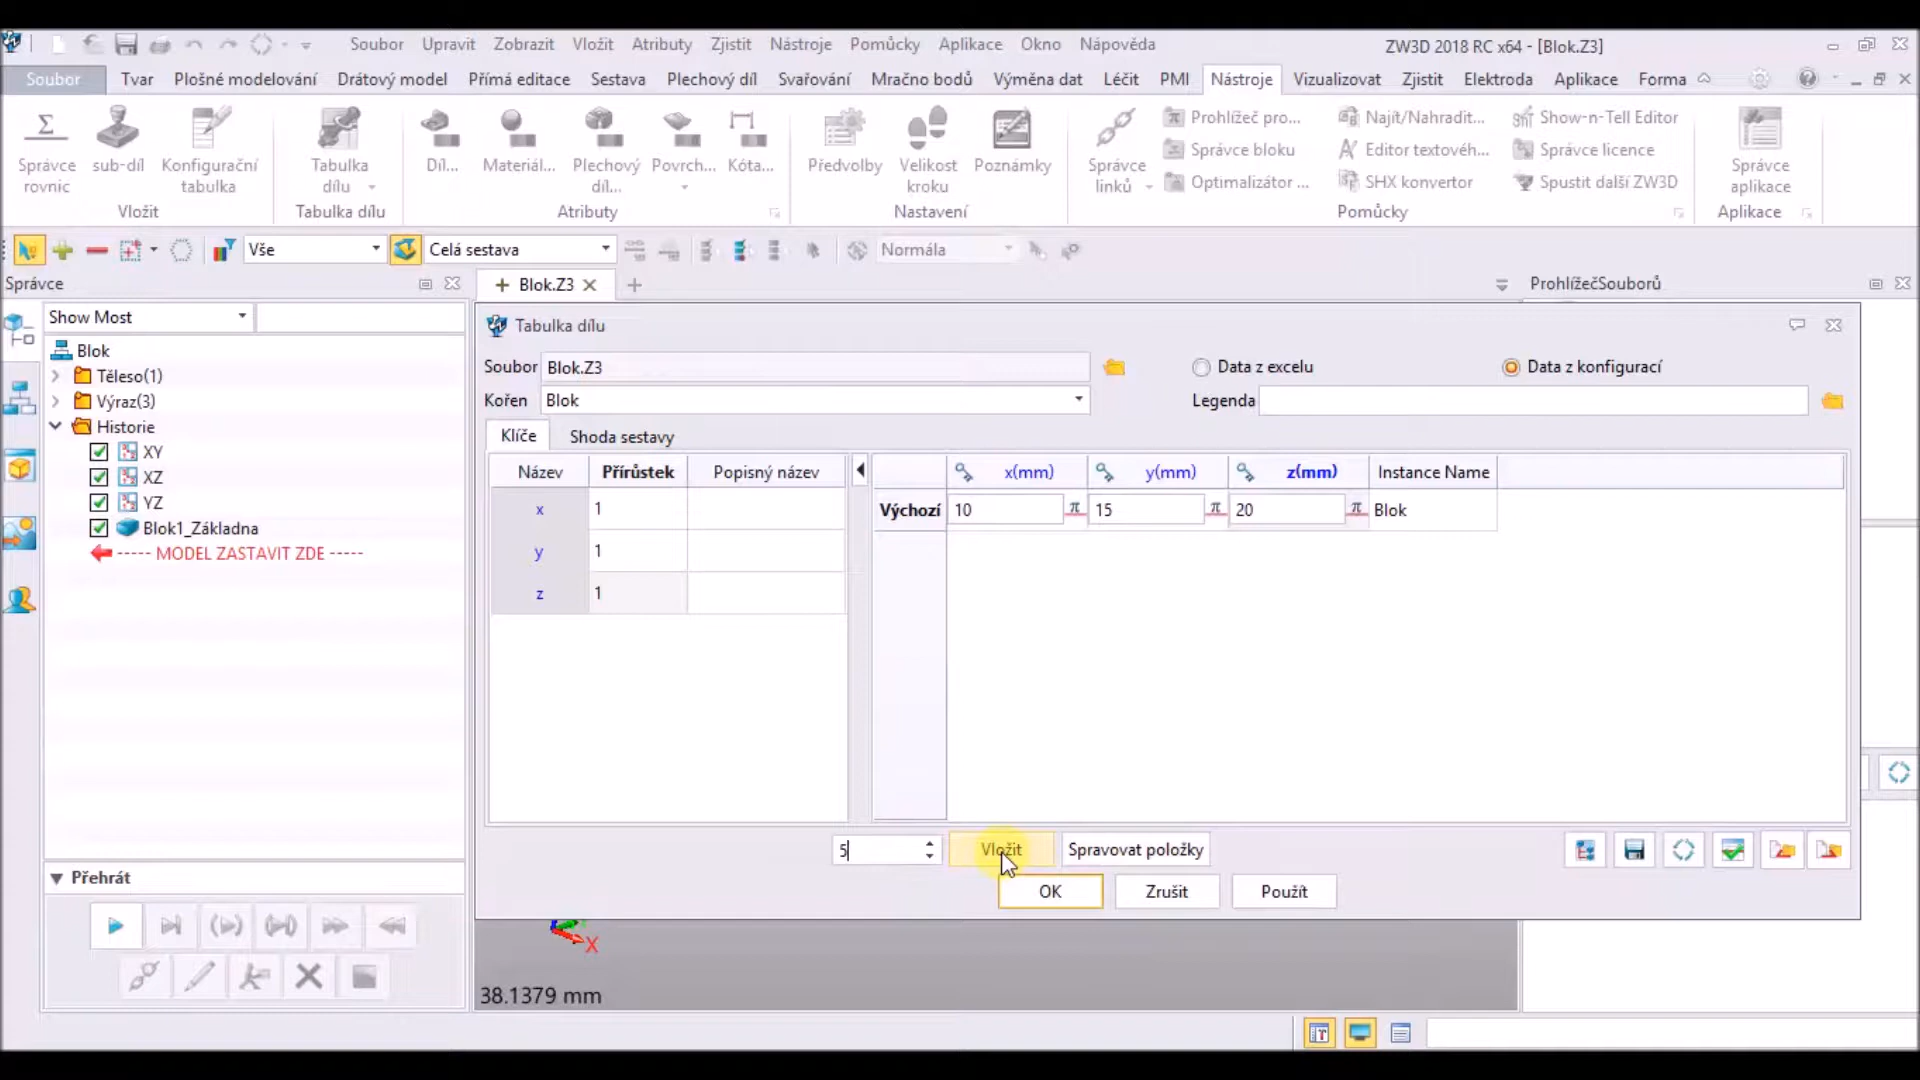 Soubor Upravit Zobrazit Vložit Atributy Zjistit Nástroje Pomůcky Aplikace Okno Nápověda ZW3D 2018 RC x64 - [Blok.Z3]
Soubor Tvar Plošné modelování Drátový model Přímá editace Sestava Plechový díl Svařování Mračno bodů Výměna dat Léčit PMI Nástroje Vizualizovat Zjistit Elektroda Aplikace Forma
Správce rovnic
sub-díl
Konfigurační tabulka
Vložit
Tabulka dílu
Tabulka dílu
Díl...
Materiál...
Plechový díl...
Povrch...
Kóta...
Atributy
Předvolby
Velikost kroku
Poznámky
Nastavení
Správce linků
Prohlížeč pro...
Správce bloku
Optimalizátor ...
Najít/Nahradit...
Editor textovéh...
SHX konvertor
Show-n-Tell Editor
Správce licence
Spustit další ZW3D
Pomůcky
Správce aplikace
Aplikace
Vše
Celá sestava
Normála
Správce
Blok.Z3
ProhlížečSouborů
Show Most
Blok
Těleso(1)
Výraz(3)
Historie
XY
XZ
YZ
Blok1_Základna
----- MODEL ZASTAVIT ZDE -----
Přehrát
Tabulka dílu
Soubor Blok.Z3
Data z excelu
Data z konfigurací
Kořen Blok
Legenda
Klíče
Shoda sestavy
Název Přírůstek Popisný název
x 1
y 1
z 1
x(mm) y(mm) z(mm) Instance Name
Výchozí 10 15 20 Blok
5
Vložit
Spravovat položky
OK
Zrušit
Použít
X
38.1379 mm